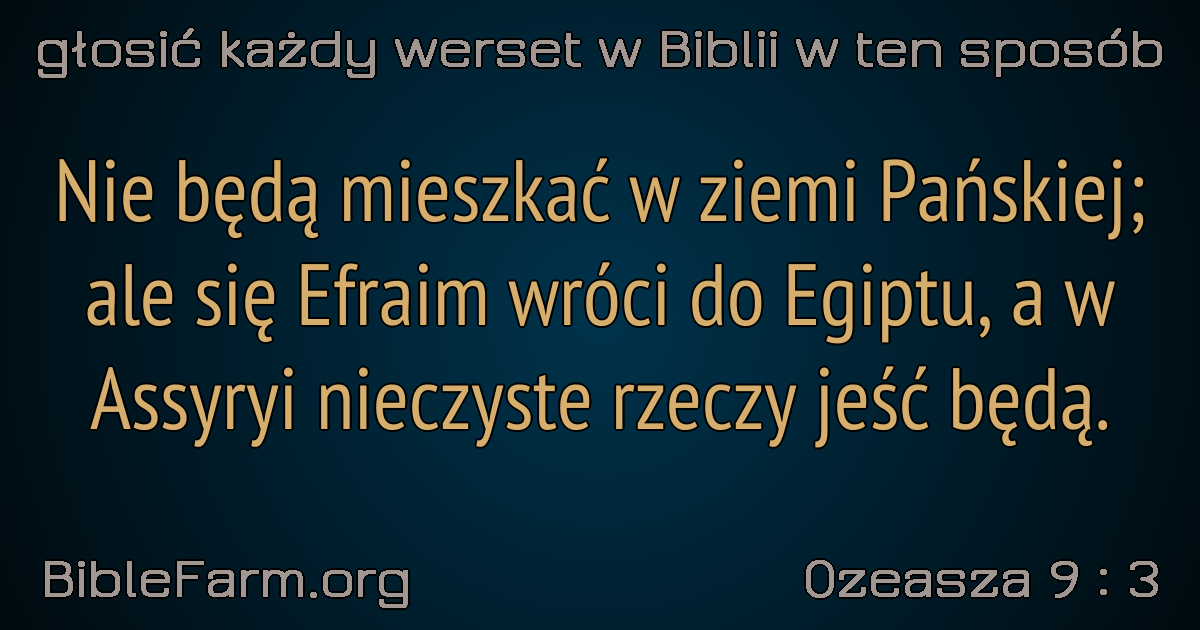 głosić każdy werset w Biblii w ten sposób
Nie będą mieszkać w ziemi Pańskiej;
ale się Efraim wróci do Egiptu, a w
Assyryi nieczyste rzeczy jeść będą.
BibleFarm.org
Ozeasza 9 : 3